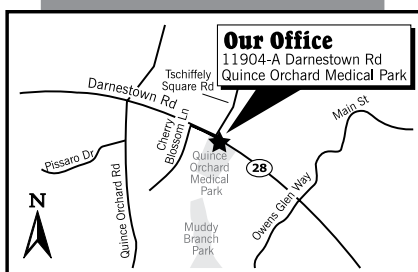 Our Office
11904-A Darnestown Rd
Quince Orchard Medical Park
Tschiffely
Square Rd
Darnestown Rd
Main St
Cherry
Blossom Ln
Pissaro Dr
Quince
Orchard
Medical
Park
28
Quince Orchard Rd
Owens Glen Way
N
Muddy
Branch
Park